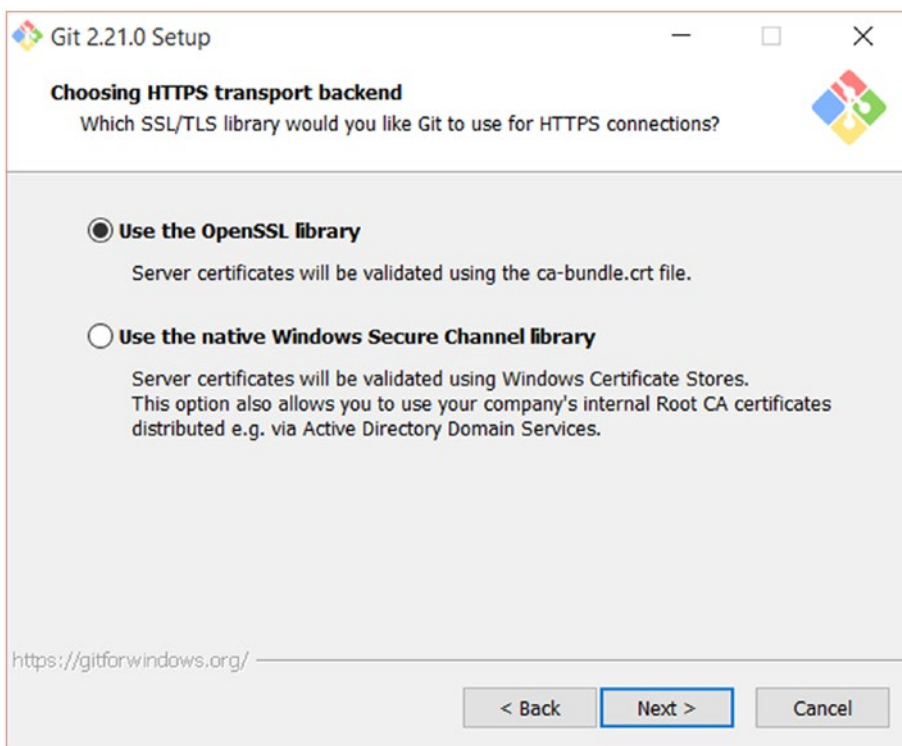 Git 2.21.0 Setup
Choosing HTTPS transport backend
Which SSL/TLS library would you like Git to use for HTTPS connections?
Use the OpenSSL library
Server certificates will be validated using the ca-bundle.crt file.
Use the native Windows Secure Channel library
Server certificates will be validated using Windows Certificate Stores.
This option also allows you to use your company's internal Root CA certificates
distributed e.g. via Active Directory Domain Services.
https://gitforwindows.org/
< Back Next > Cancel